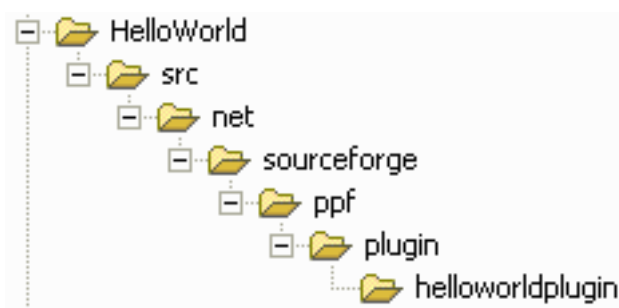 HelloWorld
src
net
sourceforge
ppf
plugin
helloworldplugin